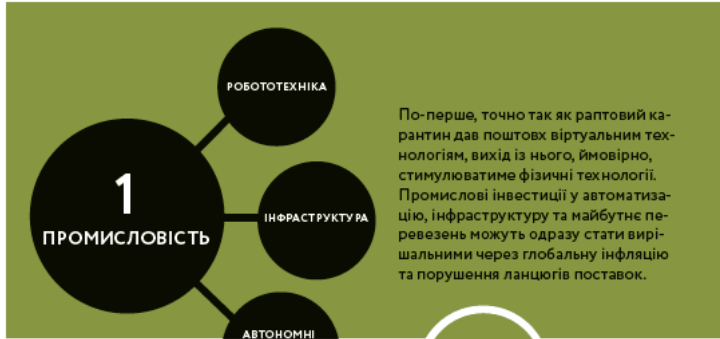 РОБОТОТЕХНІКА
1
ПРОМИСЛОВІСТЬ
ІНФРАСТРУКТУРА
АВТОНОМНІ
По-перше, точно так як раптовий ка-
рантин дав поштовх віртуальним тех-
нологіям, вихід із нього, ймовірно,
стимулюватиме фізичні технології.
Промислові інвестиції у автоматиза-
цію, інфраструктуру та майбутнє пе-
ревезень можуть одразу стати вирі-
шальними через глобальну інфляцію
та порушення ланцюгів поставок.